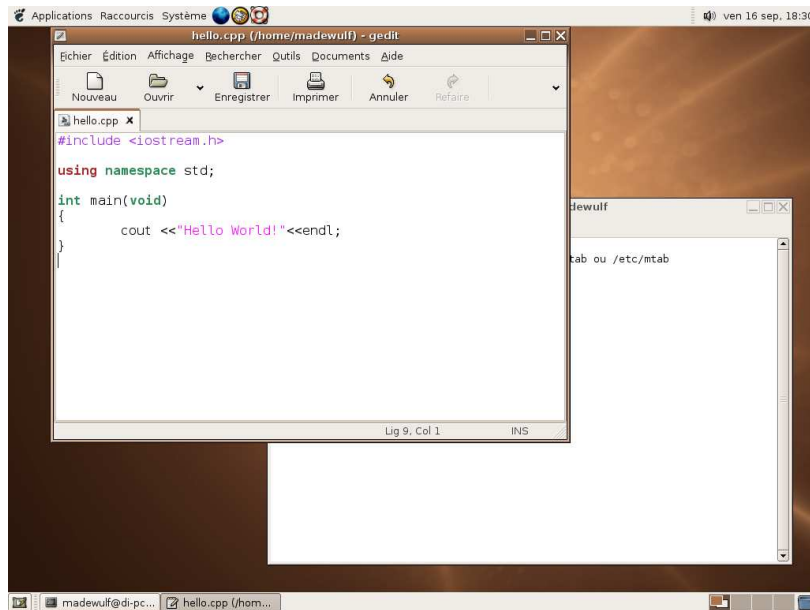 Applications Raccourcis Système
ven 16 sep, 18:30
hello.cpp (/home/madewulf) - gedit
Fichier Édition Affichage Rechercher Outils Documents Aide
Nouveau Ouvrir Enregistrer Imprimer Annuler Refaire
hello.cpp
#include <iostream.h>
using namespace std;
int main(void)
{
cout <<"Hello World!"<<endl;
}
Lig 9, Col 1 INS
dewulf
tab ou /etc/mtab
madewulf@di-pc...
hello.cpp (/hom...